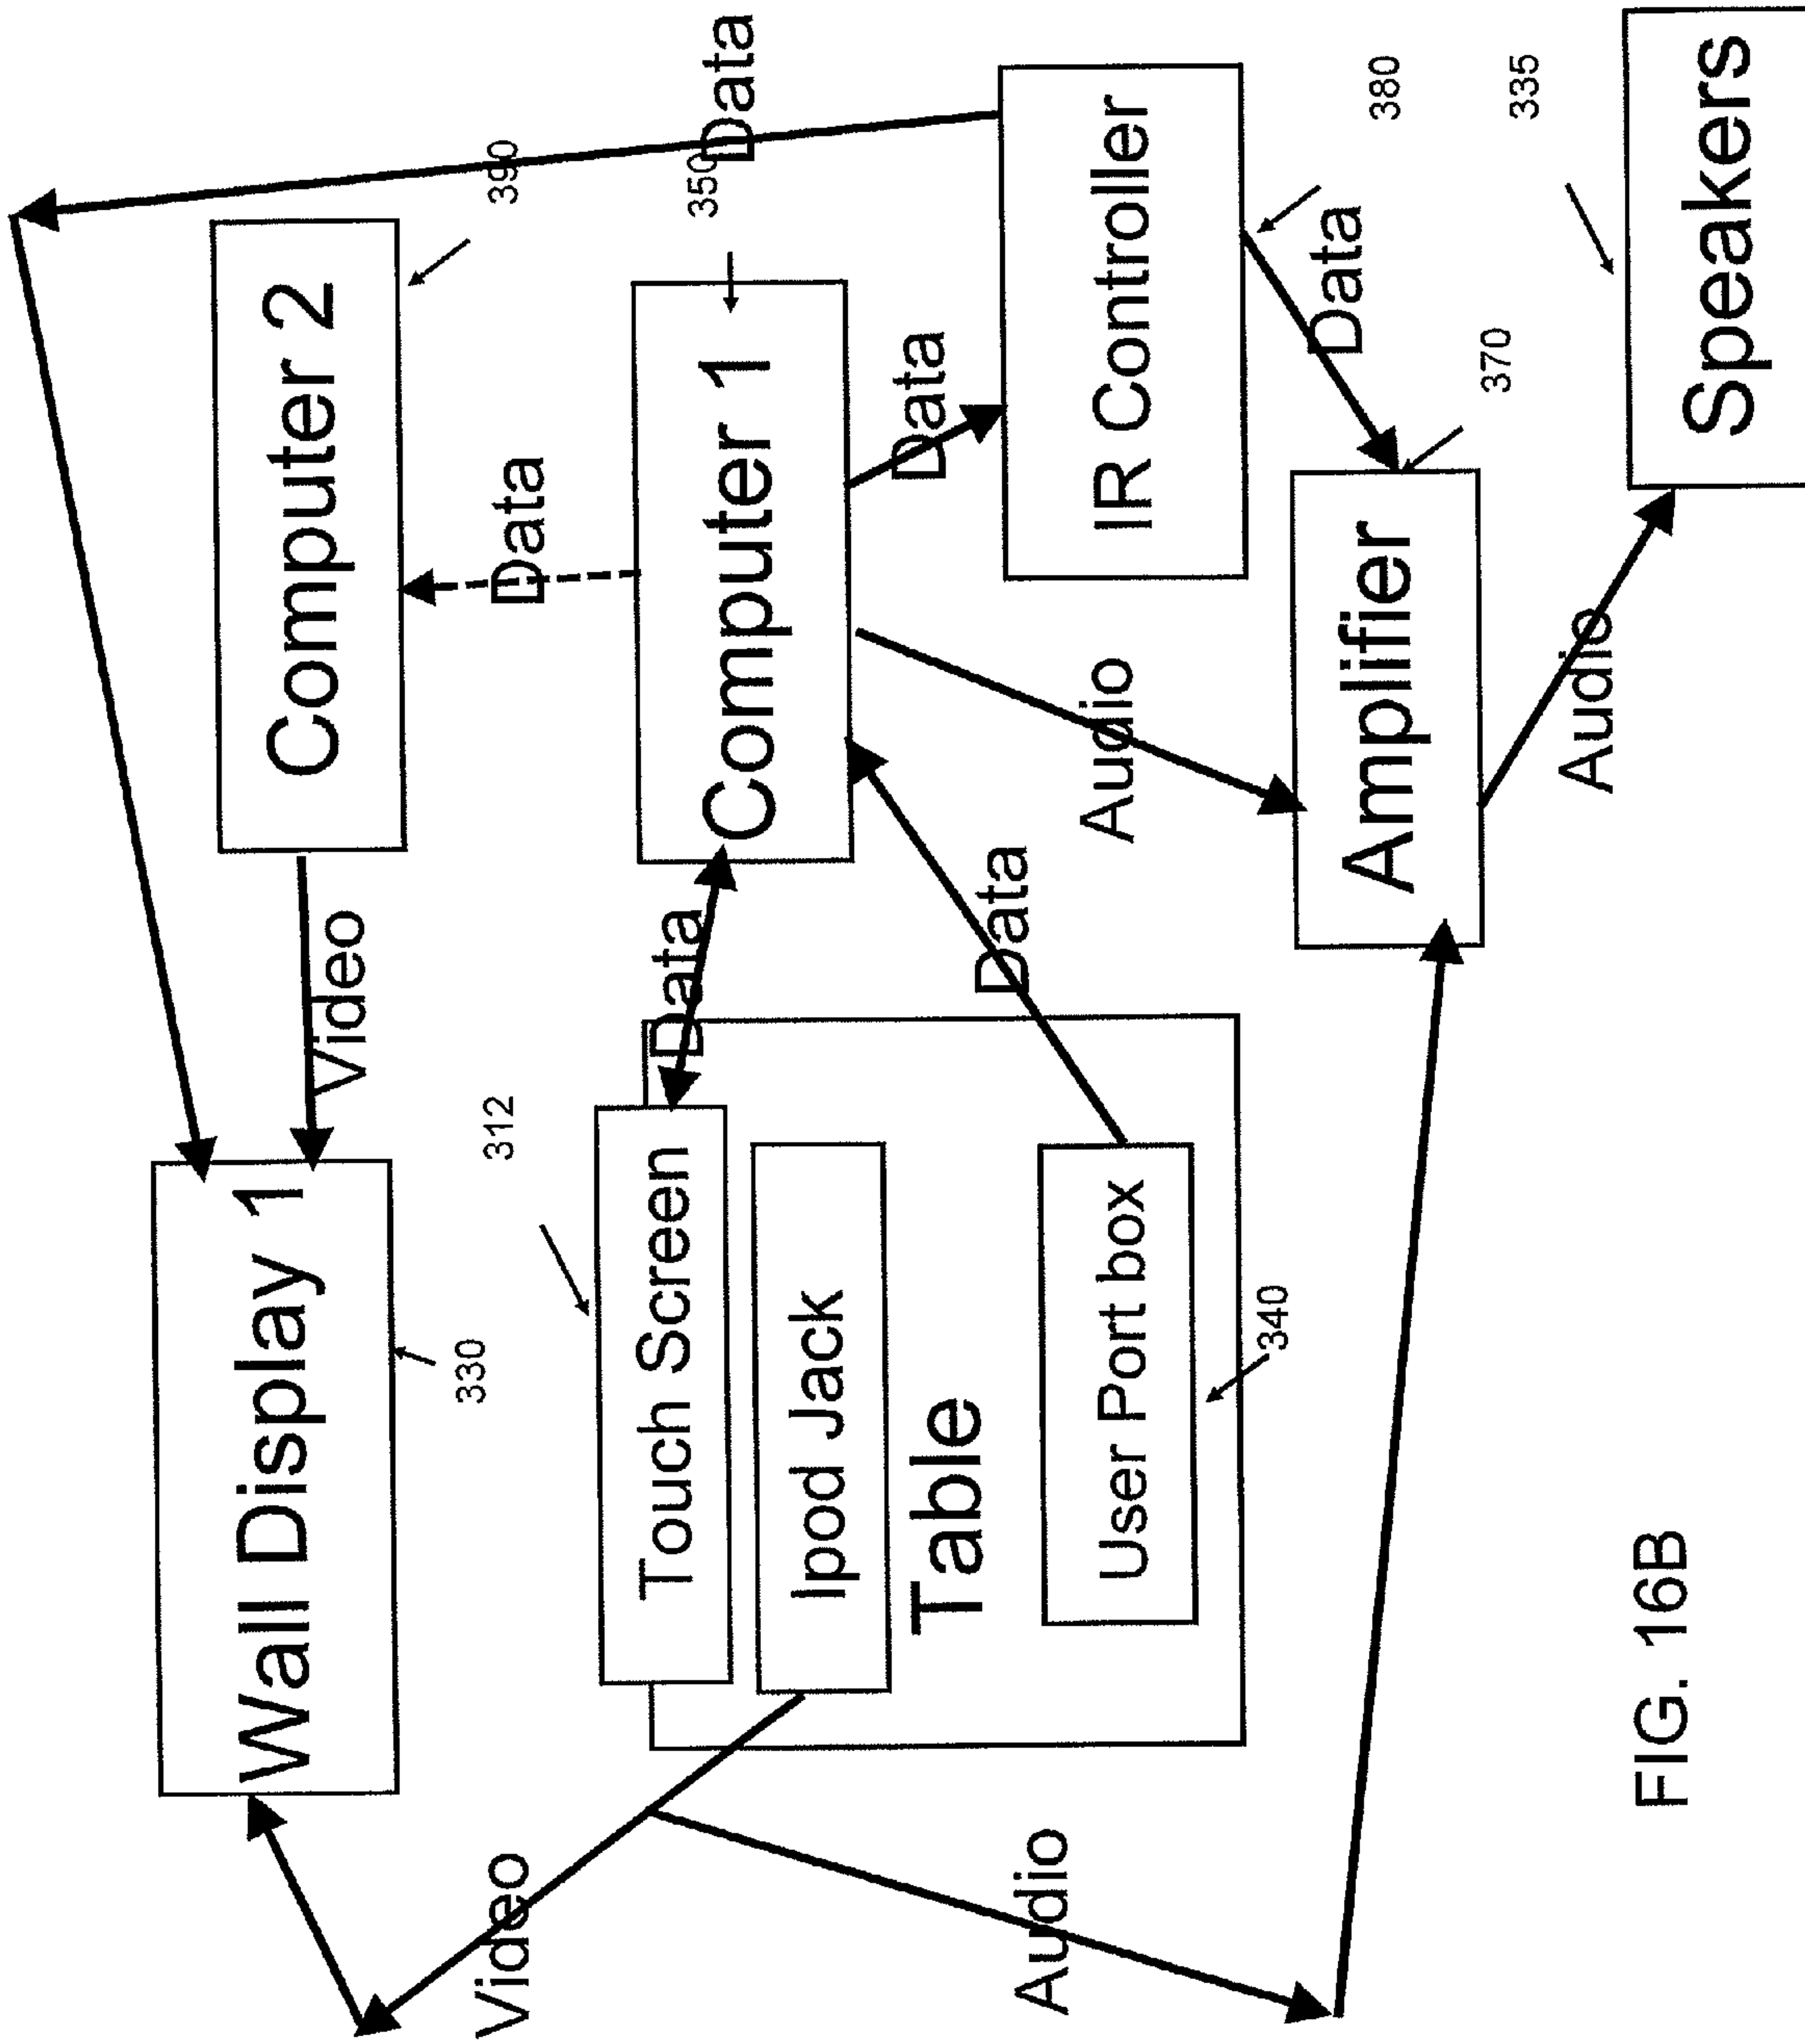 Wall Display 1
330
Video
Computer 2
390
Data
312
Touch Screen
Ipod Jack
Table
User Port box
340
Data
Computer 1
350
Data
Data
Data
IR Controller
380
Data
Video
Audio
Audio
Amplifier
370
Audio
335
Speakers
FIG. 16B